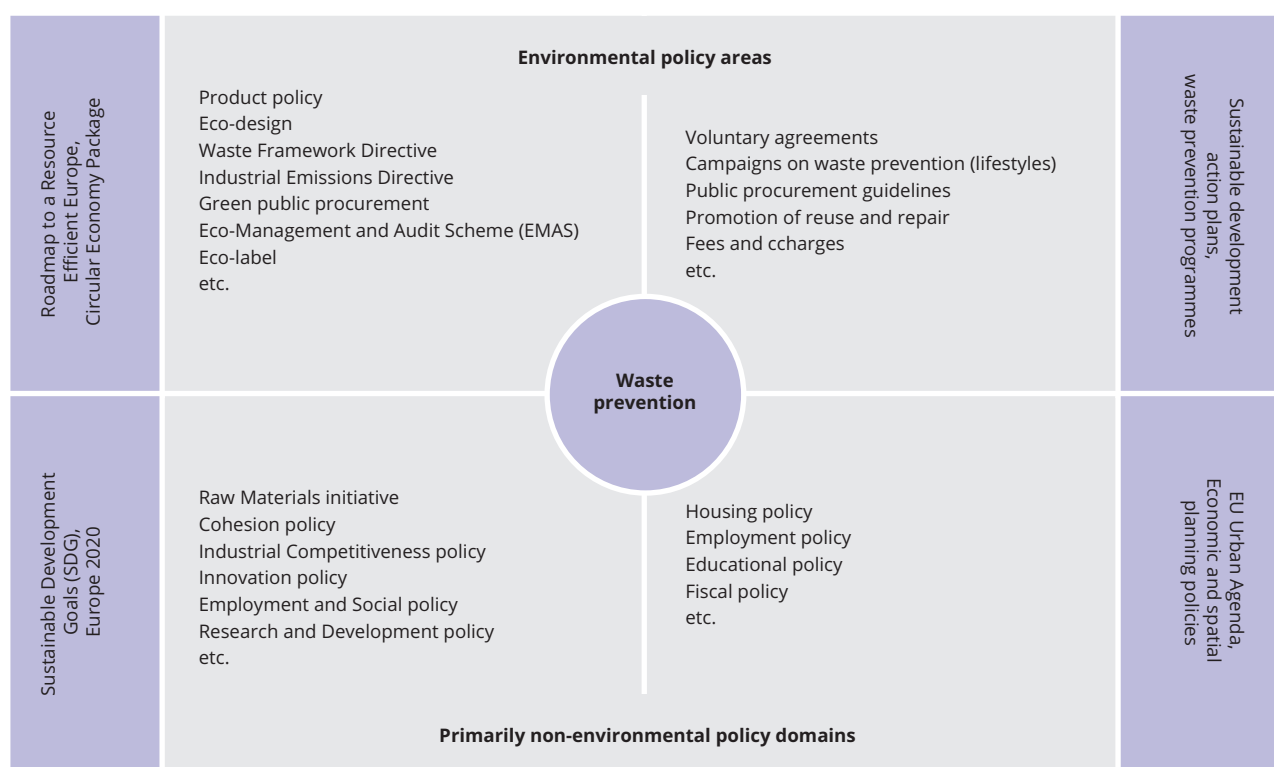 Environmental policy areas
Roadmap to a Resource
Efficient Europe,
Circular Economy Package
Product policy
Eco-design
Waste Framework Directive
Industrial Emissions Directive
Green public procurement
Eco-Management and Audit Scheme (EMAS)
Eco-label
etc.
Voluntary agreements
Campaigns on waste prevention (lifestyles)
Public procurement guidelines
Promotion of reuse and repair
Fees and ccharges
etc.
Sustainable development
action plans,
waste prevention programmes
Waste
prevention
Sustainable Development
Goals (SDG),
Europe 2020
Raw Materials initiative
Cohesion policy
Industrial Competitiveness policy
Innovation policy
Employment and Social policy
Research and Development policy
etc.
Housing policy
Employment policy
Educational policy
Fiscal policy
etc.
EU Urban Agenda,
Economic and spatial
planning policies
Primarily non-environmental policy domains